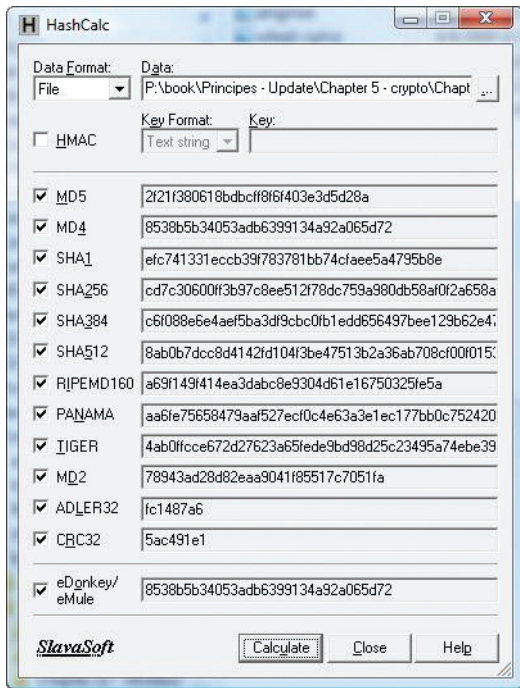 HashCalc
Data Format: Data:
File P:\book\Principes - Update\Chapter 5 - crypto\Chapt ...
Key Format: Key:
HMAC Text string
MD5 2f21f380618bdbcff8f6f403e3d5d28a
MD4 8538b5b34053adb6399134a92a065d72
SHA1 efc741331eccb39f783781bb74cfaee5a4795b8e
SHA256 cd7c30600ff3b97c8ee512f78dc759a980db58af0f2a658a
SHA384 c6f088e6e4aef5ba3df9cbc0fb1edd656497bee129b62e47
SHA512 8ab0b7dcc8d4142fd104f3be47513b2a36ab708cf00f0153
RIPEMD160 a69f149f414ea3dabc8e9304d61e16750325fe5a
PANAMA aa6fe75658479aaf527ecf0c4e63a3e1ec177bb0c752420
TIGER 4ab0ffcce672d27623a65fede9bd98d25c23495a74ebe39
MD2 78943ad28d82eaa9041f85517c7051fa
ADLER32 fc1487a6
CRC32 5ac491e1
eDonkey/
eMule 8538b5b34053adb6399134a92a065d72
SlavaSoft Calculate Close Help